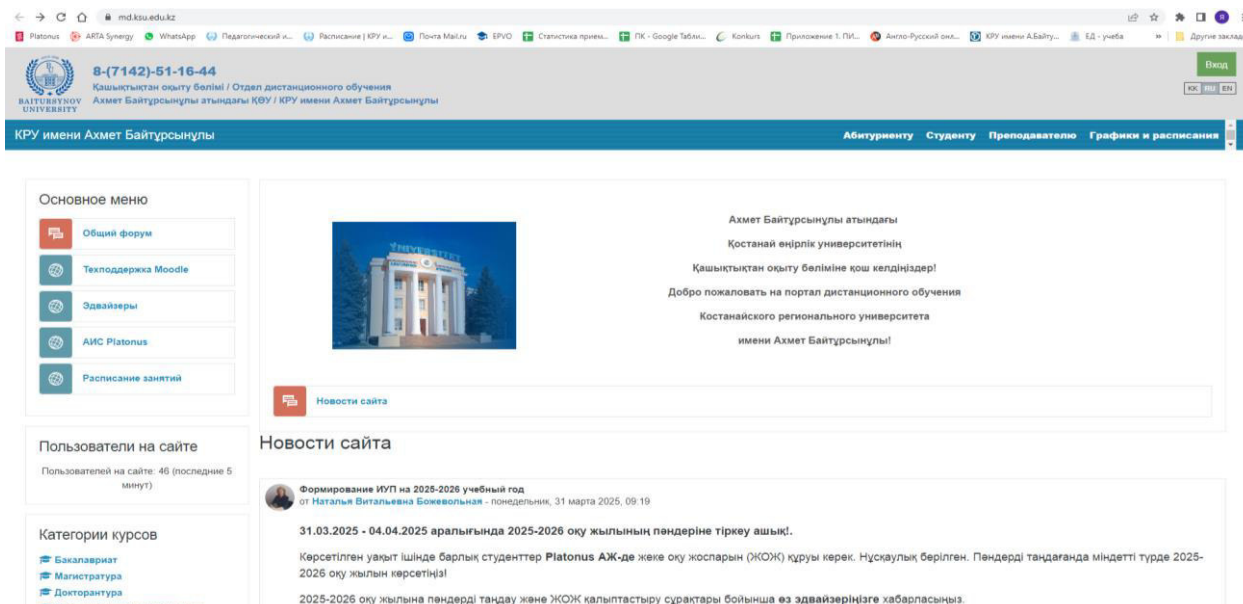 md.ksu.edu.kz
Platonus ARTA Synergy WhatsApp Педагогический и... Расписание | КРУ и... Почта Mail.ru EPVO Статистика прием... ПК - Google Табли... Konkurs Приложение 1. ПИ... Англо-Русский онл... КРУ имени А.Байту... ЕД - учеба » Другие заклад
8-(7142)-51-16-44
Вход
Қашықтықтан оқыту бөлімі / Отдел дистанционного обучения
Ахмет Байтұрсынұлы атындағы ҚӨУ / КРУ имени Ахмет Байтұрсынұлы
KK RU EN
BAITURSYNOV
UNIVERSITY
КРУ имени Ахмет Байтұрсынұлы
Абитуриенту Студенту Преподавателю Графики и расписания
Основное меню
Общий форум
Техподдержка Moodle
Эдвайзеры
АИС Platonus
Расписание занятий
Ахмет Байтұрсынұлы атындағы
Қостанай өңірлік университетінің
Қашықтықтан оқыту бөліміне қош келдіңіздер!
Добро пожаловать на портал дистанционного обучения
Костанайского регионального университета
имени Ахмет Байтұрсынұлы!
Новости сайта
Пользователи на сайте
Пользователей на сайте: 46 (последние 5
минут)
Категории курсов
Бакалавриат
Магистратура
Докторантура
Новости сайта
Формирование ИУП на 2025-2026 учебный год
от Наталья Витальевна Божевольная - понедельник, 31 марта 2025, 09:19
31.03.2025 - 04.04.2025 аралығында 2025-2026 оқу жылының пәндеріне тіркеу ашық!.
Көрсетілген уақыт ішінде барлық студенттер Platonus АЖ-де жеке оқу жоспарын (ЖОЖ) құруы керек. Нұсқаулық берілген. Пәндерді таңдағанда міндетті түрде 2025-
2026 оқу жылын көрсетіңіз!
2025-2026 оқу жылына пәндерді таңдау және ЖОЖ қалыптастыру сұрақтары бойынша өз эдвайзеріңізге хабарласыңыз.